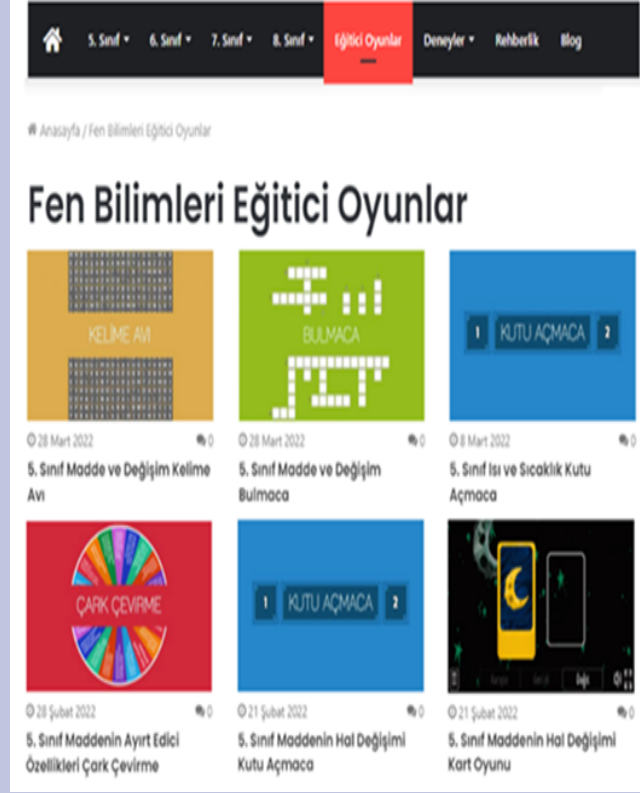 5. Sınıf 6. Sınıf 7. Sınıf 8. Sınıf Eğitici Oyunlar Deneyler Rehberlik Blog
Anasayfa / Fen Bilimleri Eğitici Oyunlar
Fen Bilimleri Eğitici Oyunlar
KELİME AVI
BULMACA
1 KUTU AÇMACA 2
28 Mart 2022 0
28 Mart 2022 0
8 Mart 2022 0
5. Sınıf Madde ve Değişim Kelime
Avı
5. Sınıf Madde ve Değişim
Bulmaca
5. Sınıf Isı ve Sıcaklık Kutu
Açmaca
ÇARK ÇEVİRME
1 KUTU AÇMACA 2
28 Şubat 2022 0
21 Şubat 2022 0
21 Şubat 2022 0
5. Sınıf Maddenin Ayırt Edici
Özellikleri Çark Çevirme
5. Sınıf Maddenin Hal Değişimi
Kutu Açmaca
5. Sınıf Maddenin Hal Değişimi
Kart Oyunu